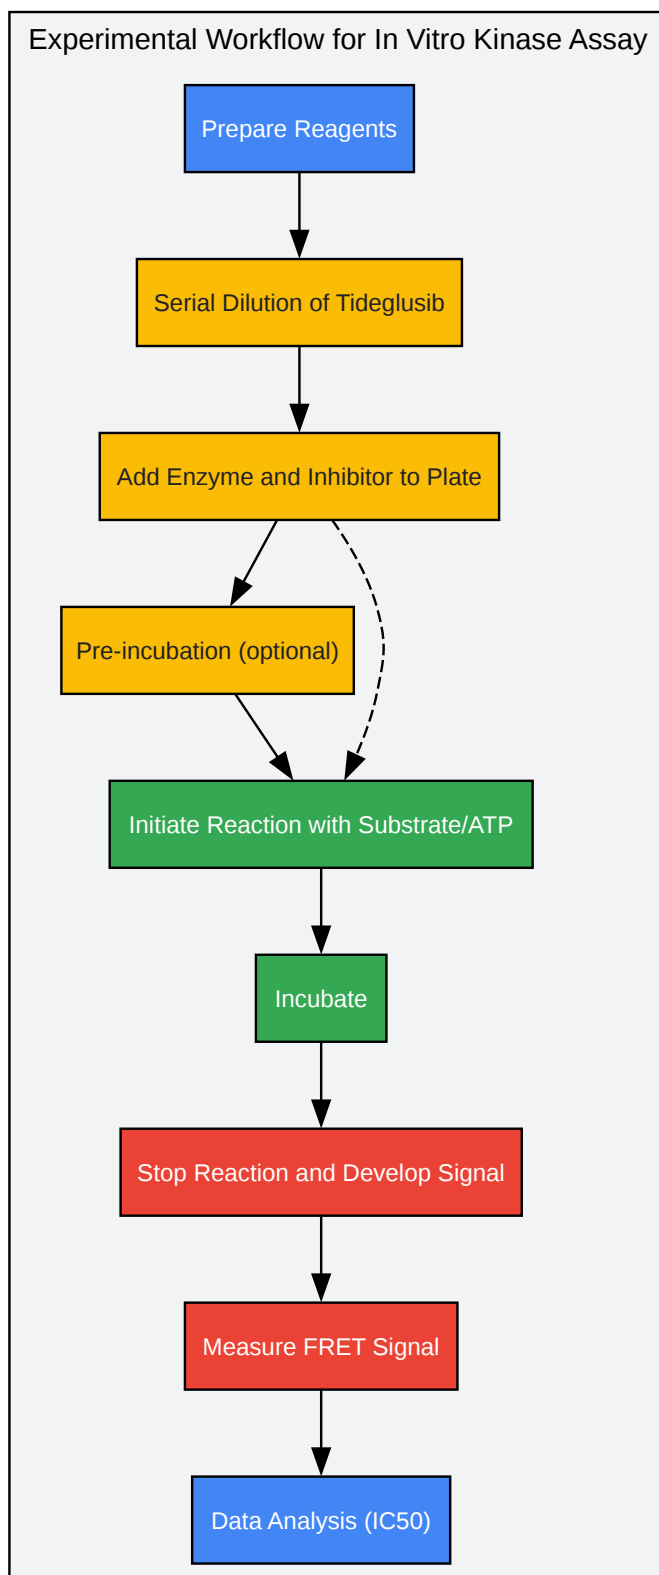 Experimental Workflow for In Vitro Kinase Assay
Prepare Reagents
Serial Dilution of Tideglusib
Add Enzyme and Inhibitor to Plate
Pre-incubation (optional)
Initiate Reaction with Substrate/ATP
Incubate
Stop Reaction and Develop Signal
Measure FRET Signal
Data Analysis (IC50)